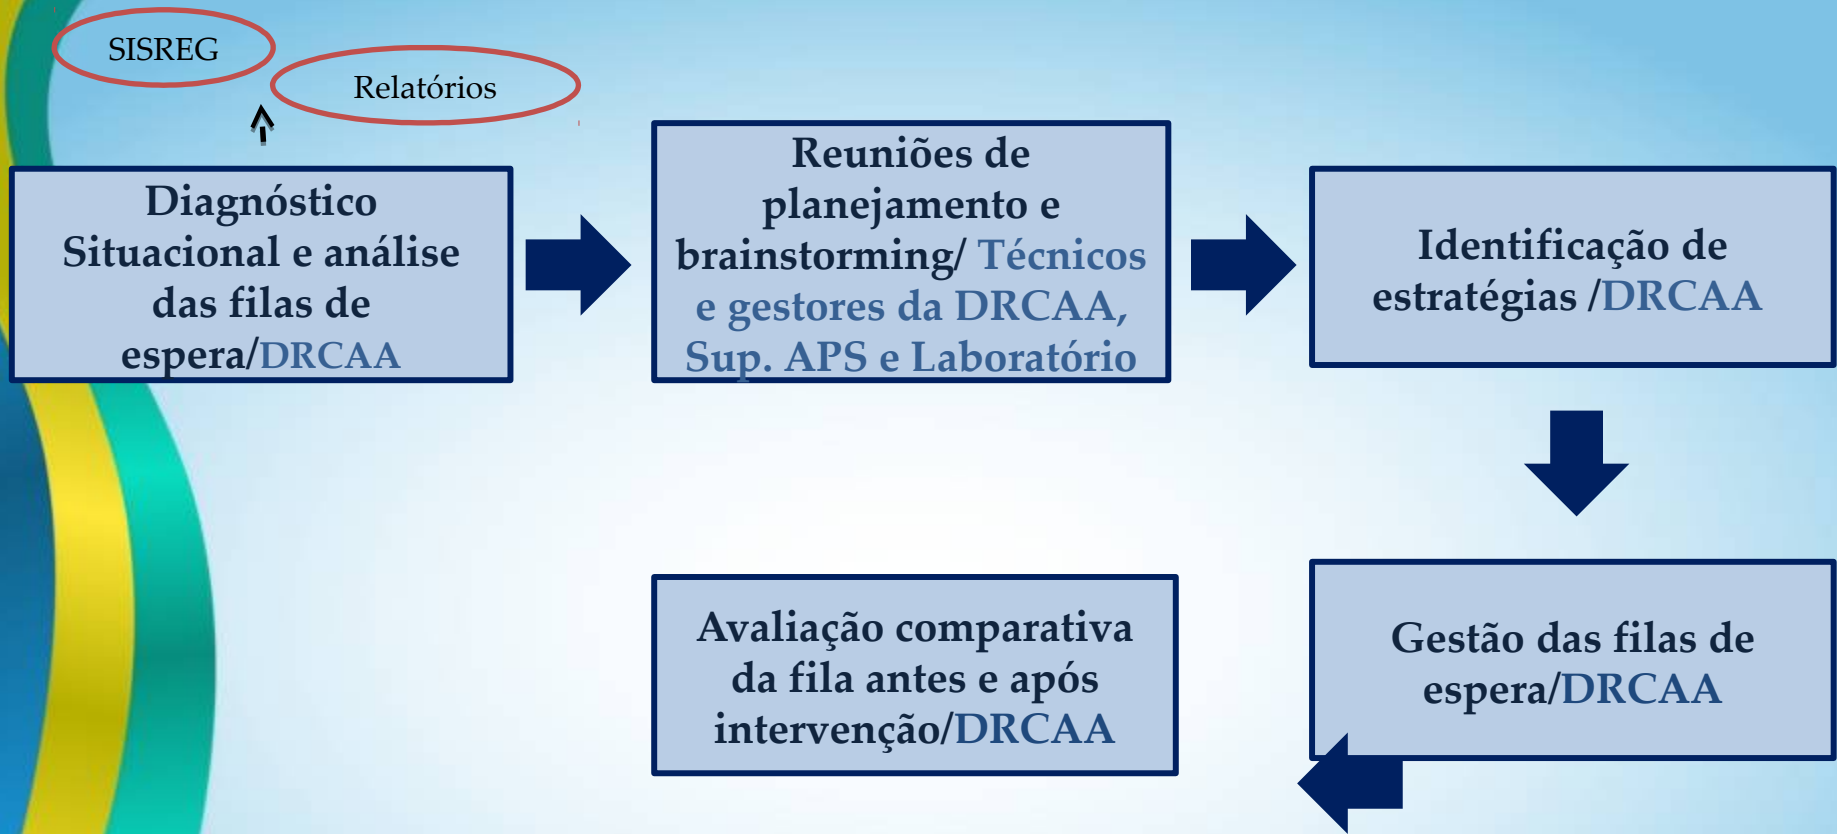 SISREG
Relatórios
Diagnóstico
Situacional e análise
das filas de
espera/DRCAA
Reuniões de
planejamento e
brainstorming/ Técnicos
e gestores da DRCAA,
Sup. APS e Laboratório
Identificação de
estratégias /DRCAA
Gestão das filas de
espera/DRCAA
Avaliação comparativa
da fila antes e após
intervenção/DRCAA